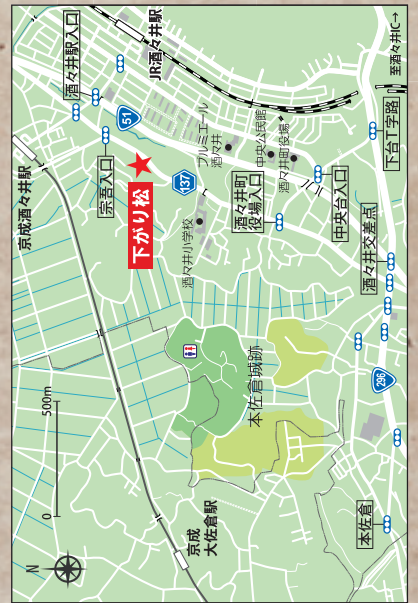 酒々井駅入口
JR酒々井駅
至酒々井IC→
51
京成酒々井駅
宗吾入口
プリミエール
酒々井
中央公民館
酒々井町役場
下台T字路
下がり松
137
酒々井町
役場入口
中央台入口
酒々井小学校
酒々井交差点
本佐倉城跡
296
500m
0
京成
大佐倉駅
本佐倉
N